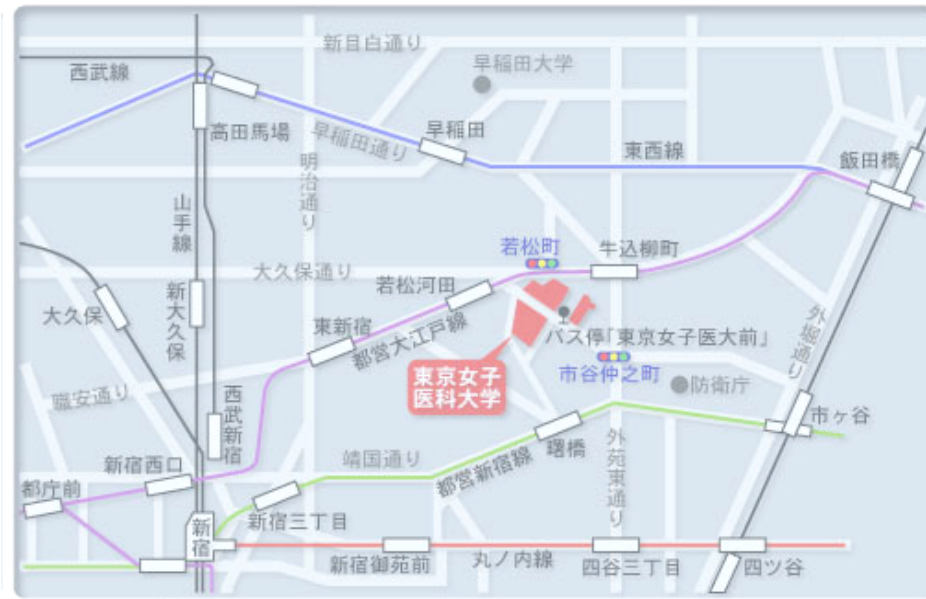 新目白通り
西武線
早稲田大学
高田馬場
早稲田通り
早稲田
東西線
飯田橋
明治通り
山手線
若松町
牛込柳町
大久保通り
若松河田
新大久保
大久保
東新宿
都営大江戸線
バス停「東京女子医大前」
外堀通り
東京女子
医科大学
市谷仲之町
防衛庁
職安通り
西武新宿
市ヶ谷
曙橋
外苑東通り
靖国通り
都営新宿線
新宿西口
都庁前
新宿
新宿三丁目
新宿御苑前
丸ノ内線
四谷三丁目
四ツ谷